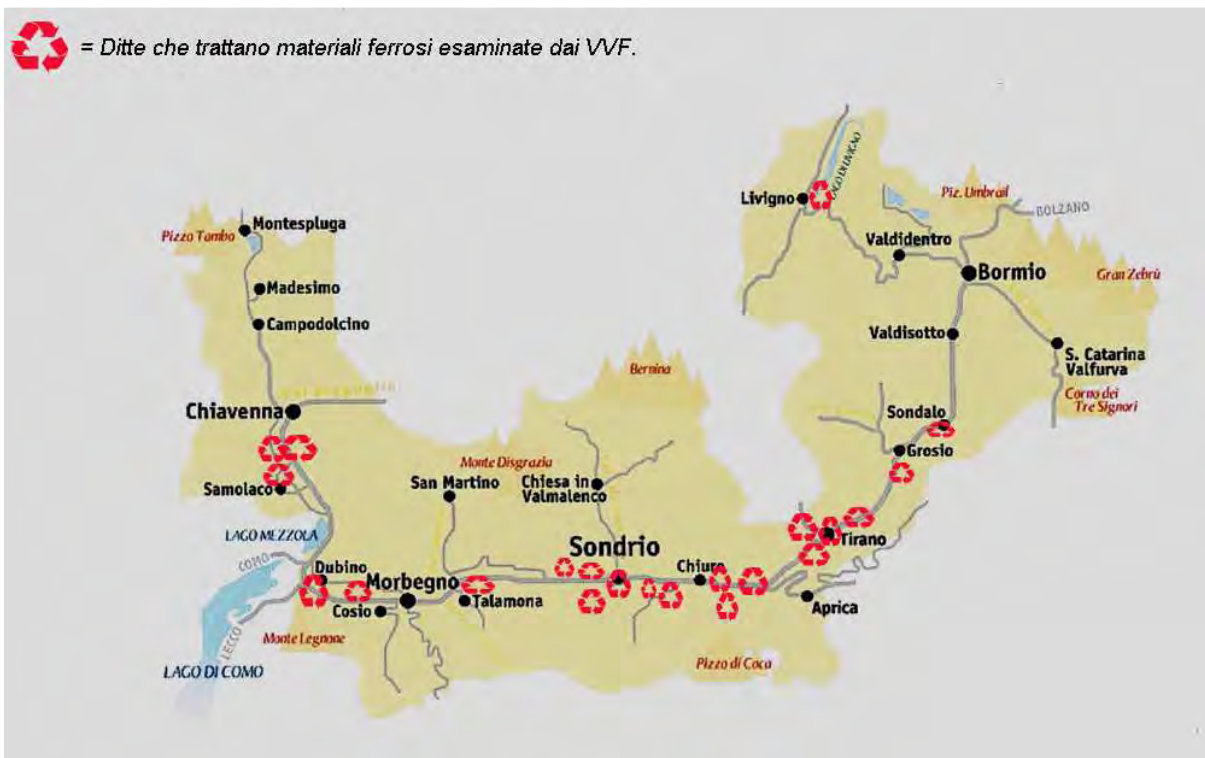 = Ditte che trattano materiali ferrosi esaminate dai VVF.
LAGO DI LIVIGNO
Livigno
Piz. Umbrail
BOLZANO
Montespluga
Pizzo Tambo
Valdidentro
Bormio
Gran Zebrù
Madesimo
Campodolcino
Valdisotto
S. Catarina
Valfurva
Bernina
Corno dei
Tre Signori
Chiavenna
Sondalo
Grosio
Monte Disgrazia
San Martino
Chiesa in
Valmalenco
Samolaco
LAGO MEZZOLA
Tirano
Sondrio
COMO
Dubino
Morbegno
Chiuro
Talamona
Cosio
Aprica
Monte Legnone
LECCO
Pizzo di Coca
LAGO DI COMO